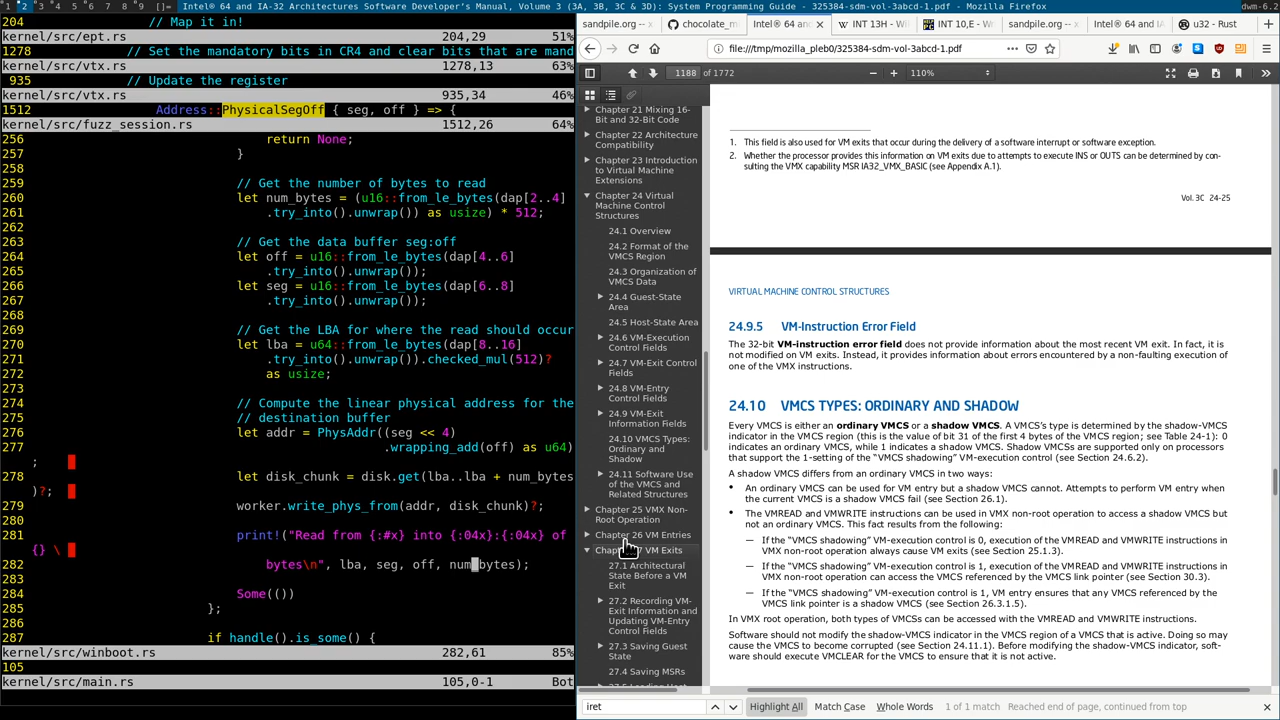 1 2 3 4 5 6 7 8 9 []= Intel® 64 and IA-32 Architectures Software Developer's Manual, Volume 3 (3A, 3B, 3C & 3D): System Programming Guide - 325384-sdm-vol-3abcd-1.pdf - Mozilla Firefox dwm-6.2
204 // Map it in!
kernel/src/ept.rs 204,29 51%
1278 // Set the mandatory bits in CR4 and clear bits that are mand
kernel/src/vtx.rs 1278,13 63%
935 // Update the register
kernel/src/vtx.rs 935,34 46%
1512 Address::PhysicalSegOff { seg, off } => {
kernel/src/fuzz_session.rs 1512,26 64%
256 return None;
257 }
258
259 // Get the number of bytes to read
260 let num_bytes = (u16::from_le_bytes(dap[2..4]
261 .try_into().unwrap()) as usize) * 512;
262
263 // Get the data buffer seg:off
264 let off = u16::from_le_bytes(dap[4..6]
265 .try_into().unwrap());
266 let seg = u16::from_le_bytes(dap[6..8]
267 .try_into().unwrap());
268
269 // Get the LBA for where the read should occur
270 let lba = u64::from_le_bytes(dap[8..16]
271 .try_into().unwrap()).checked_mul(512)?
272 as usize;
273
274 // Compute the linear physical address for the
275 // destination buffer
276 let addr = PhysAddr((seg << 4)
277 .wrapping_add(off) as u64)
;
278 let disk_chunk = disk.get(lba..lba + num_bytes
)?;
279 worker.write_phys_from(addr, disk_chunk)?;
280
281 print!("Read from {:#x} into {:04x}:{:04x} of
{} \
282 bytes\n", lba, seg, off, num_bytes);
283
284 Some(())
285 };
286
287 if handle().is_some() {
kernel/src/winboot.rs 282,61 85%
105
kernel/src/main.rs 105,0-1 Bot
sandpile.org -- chocolate_m Intel® 64 and × INT 13H - Wi INT 10,E - Wo sandpile.org -- Intel® 64 and IA u32 - Rust
file:///tmp/mozilla_pleb0/325384-sdm-vol-3abcd-1.pdf
1188 of 1772 110%
Chapter 21 Mixing 16-
Bit and 32-Bit Code
Chapter 22 Architecture
Compatibility
Chapter 23 Introduction
to Virtual Machine
Extensions
Chapter 24 Virtual
Machine Control
Structures
24.1 Overview
24.2 Format of the
VMCS Region
24.3 Organization of
VMCS Data
24.4 Guest-State
Area
24.5 Host-State Area
24.6 VM-Execution
Control Fields
24.7 VM-Exit Control
Fields
24.8 VM-Entry
Control Fields
24.9 VM-Exit
Information Fields
24.10 VMCS Types:
Ordinary and
Shadow
24.11 Software Use
of the VMCS and
Related Structures
Chapter 25 VMX Non-
Root Operation
Chapter 26 VM Entries
VM Exits
27.1 Architectural
State Before a VM
Exit
27.2 Recording VM-
Exit Information and
Updating VM-Entry
Control Fields
27.3 Saving Guest
State
27.4 Saving MSRs
1. This field is also used for VM exits that occur during the delivery of a software interrupt or software exception.
2. Whether the processor provides this information on VM exits due to attempts to execute INS or OUTS can be determined by con-
sulting the VMX capability MSR IA32_VMX_BASIC (see Appendix A.1).
Vol. 3C 24-25
VIRTUAL MACHINE CONTROL STRUCTURES
24.9.5 VM-Instruction Error Field
The 32-bit VM-instruction error field does not provide information about the most recent VM exit. In fact, it is
not modified on VM exits. Instead, it provides information about errors encountered by a non-faulting execution of
one of the VMX instructions.
24.10 VMCS TYPES: ORDINARY AND SHADOW
Every VMCS is either an ordinary VMCS or a shadow VMCS. A VMCS's type is determined by the shadow-VMCS
indicator in the VMCS region (this is the value of bit 31 of the first 4 bytes of the VMCS region; see Table 24-1): 0
indicates an ordinary VMCS, while 1 indicates a shadow VMCS. Shadow VMCSs are supported only on processors
that support the 1-setting of the "VMCS shadowing" VM-execution control (see Section 24.6.2).
A shadow VMCS differs from an ordinary VMCS in two ways:
• An ordinary VMCS can be used for VM entry but a shadow VMCS cannot. Attempts to perform VM entry when
the current VMCS is a shadow VMCS fail (see Section 26.1).
• The VMREAD and VMWRITE instructions can be used in VMX non-root operation to access a shadow VMCS but
not an ordinary VMCS. This fact results from the following:
— If the "VMCS shadowing" VM-execution control is 0, execution of the VMREAD and VMWRITE instructions in
VMX non-root operation always cause VM exits (see Section 25.1.3).
— If the "VMCS shadowing" VM-execution control is 1, execution of the VMREAD and VMWRITE instructions in
VMX non-root operation can access the VMCS referenced by the VMCS link pointer (see Section 30.3).
— If the "VMCS shadowing" VM-execution control is 1, VM entry ensures that any VMCS referenced by the
VMCS link pointer is a shadow VMCS (see Section 26.3.1.5).
In VMX root operation, both types of VMCSs can be accessed with the VMREAD and VMWRITE instructions.
Software should not modify the shadow-VMCS indicator in the VMCS region of a VMCS that is active. Doing so may
cause the VMCS to become corrupted (see Section 24.11.1). Before modifying the shadow-VMCS indicator, soft-
ware should execute VMCLEAR for the VMCS to ensure that it is not active.
iret Highlight All Match Case Whole Words 1 of 1 match Reached end of page, continued from top